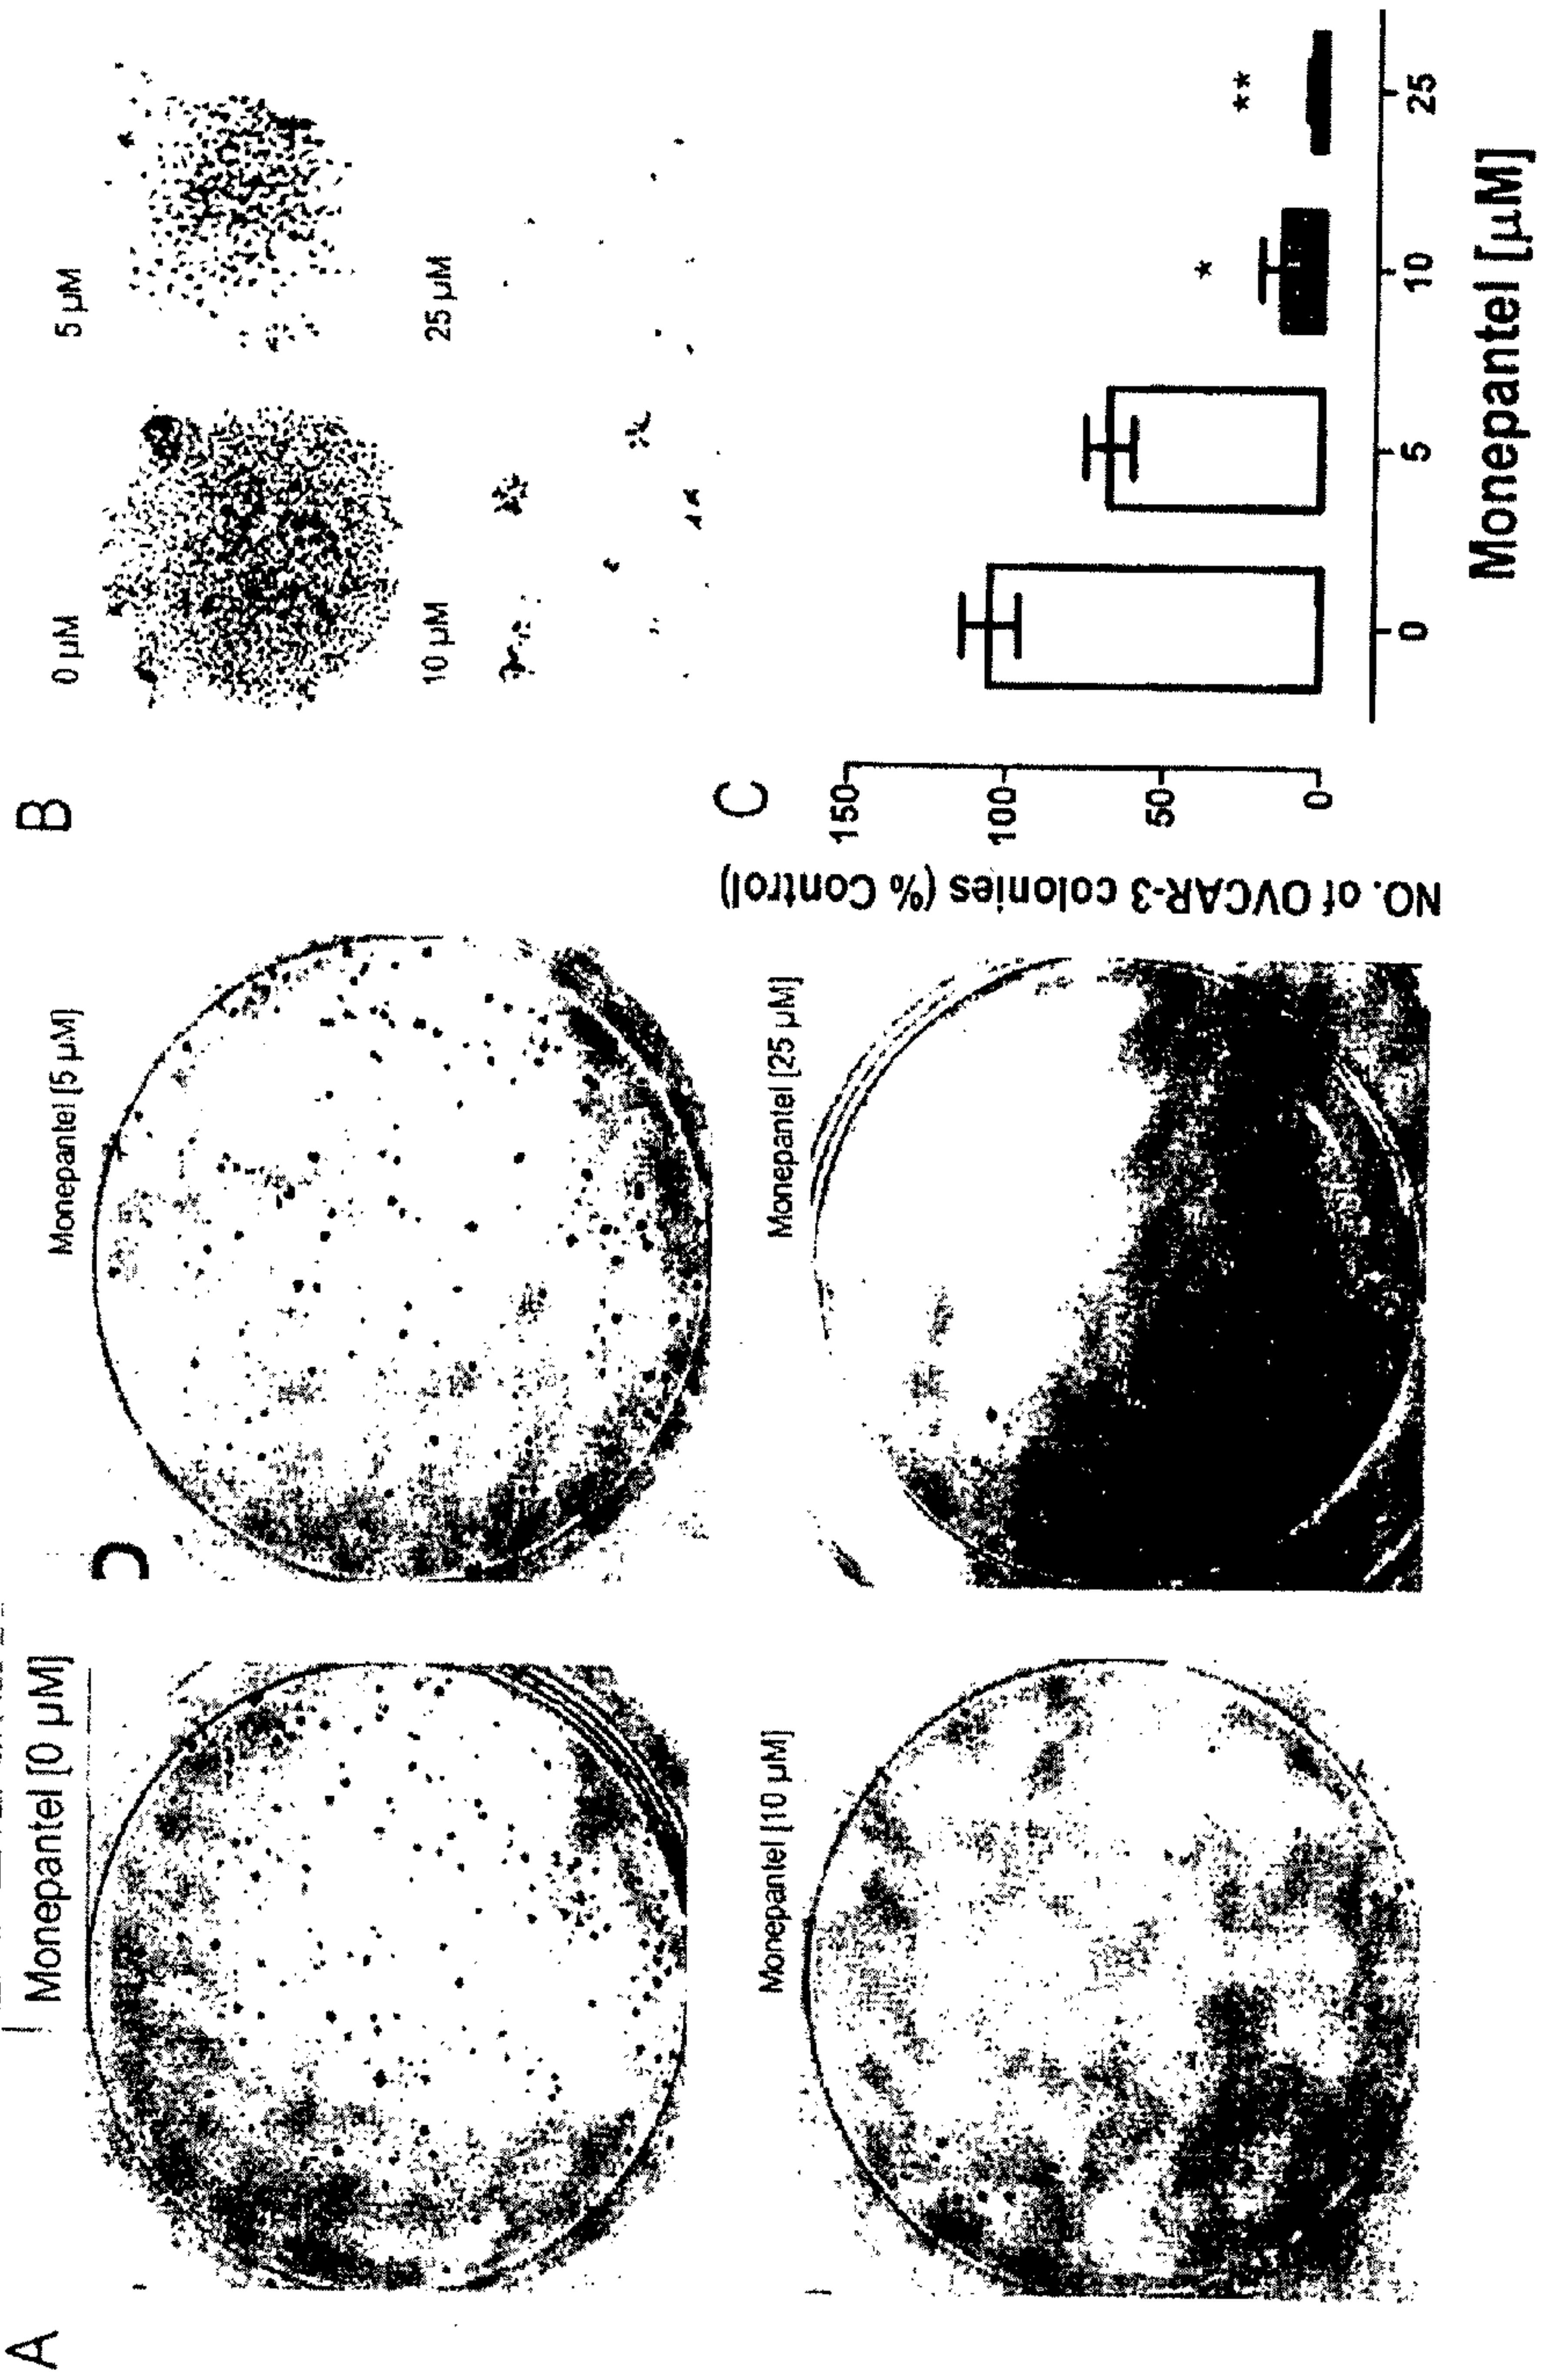 A
Monepantel [0 µM]
Monepantel [5 µM]
Monepantel [10 µM]
Monepantel [25 µM]
B
0 µM
5 µM
10 µM
25 µM
C
NO. of OVCAR-3 colonies (% Control)
150
100
50
0
*
**
0
5
10
25
Monepantel [µM]